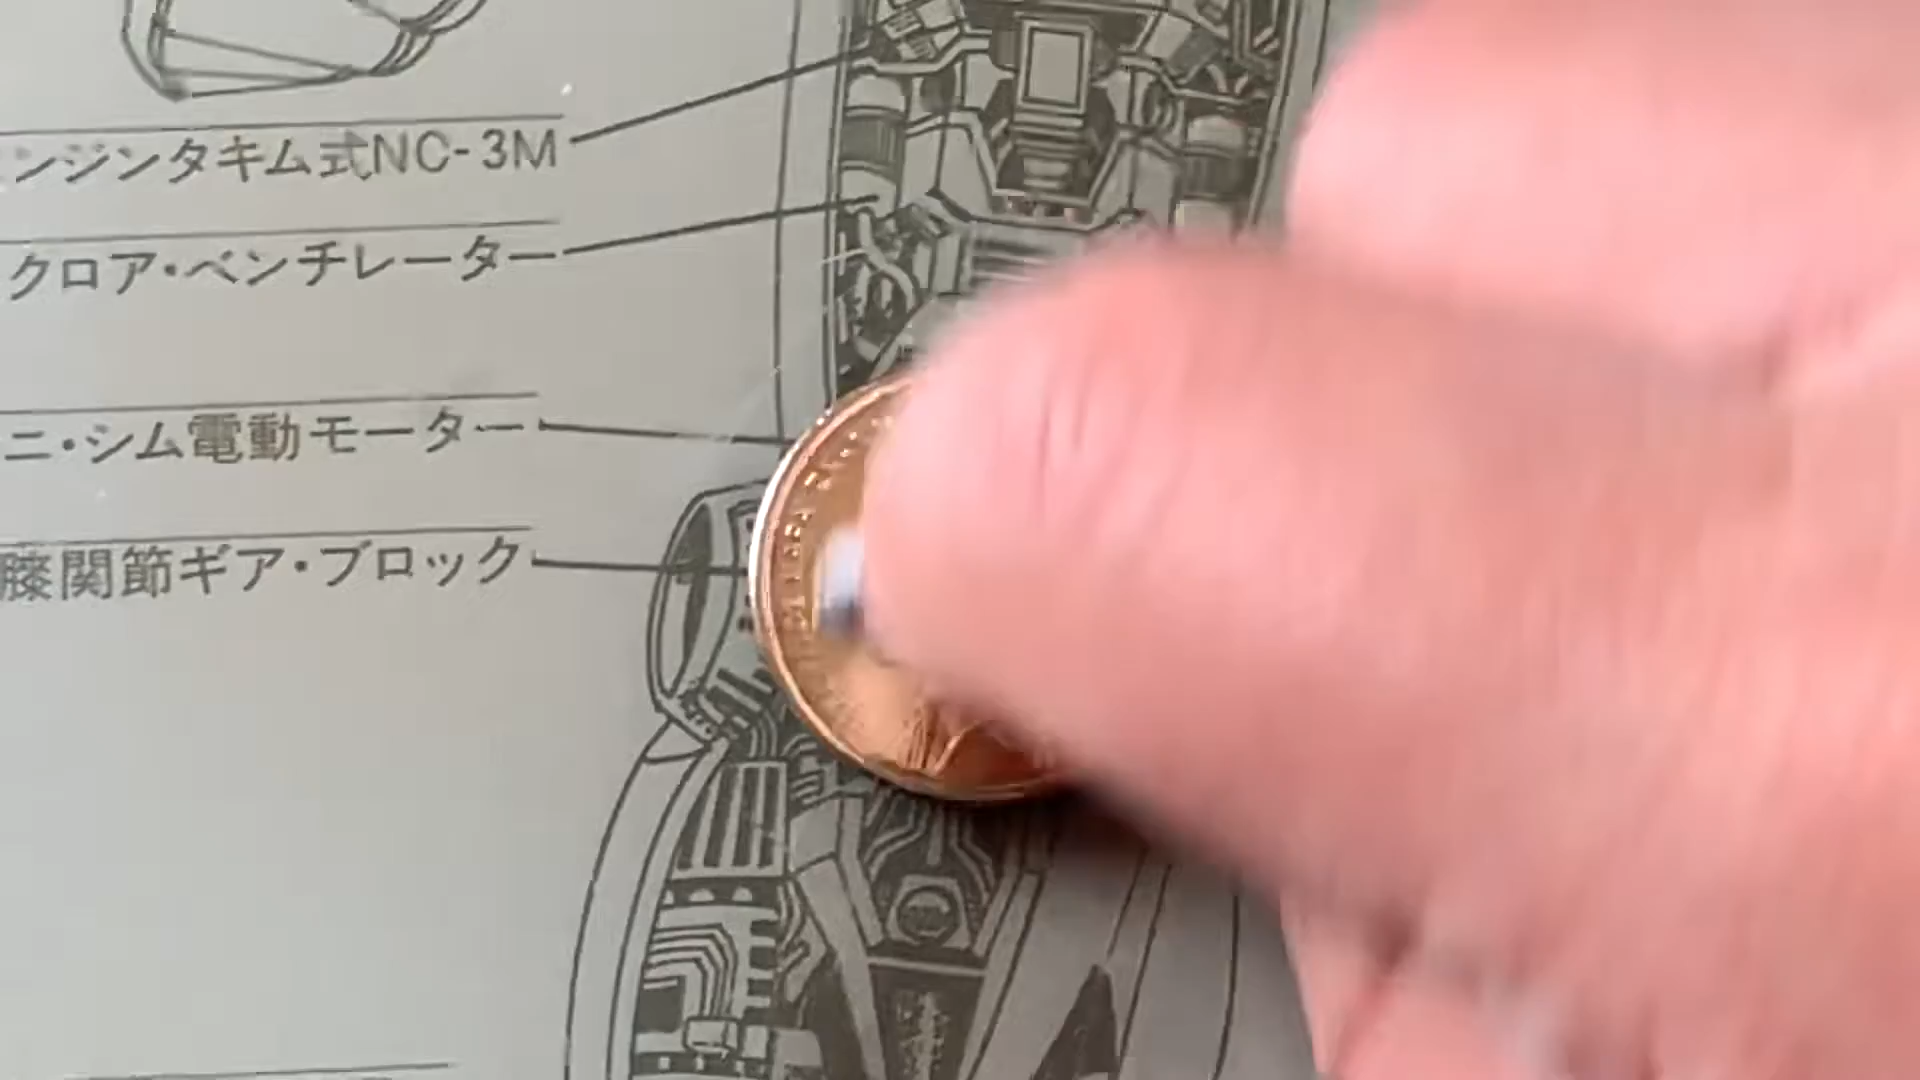 ンジンタキム式NC-3M
クロア・ベンチレーター
ニ・シム電動モーター
膝関節ギア・ブロック